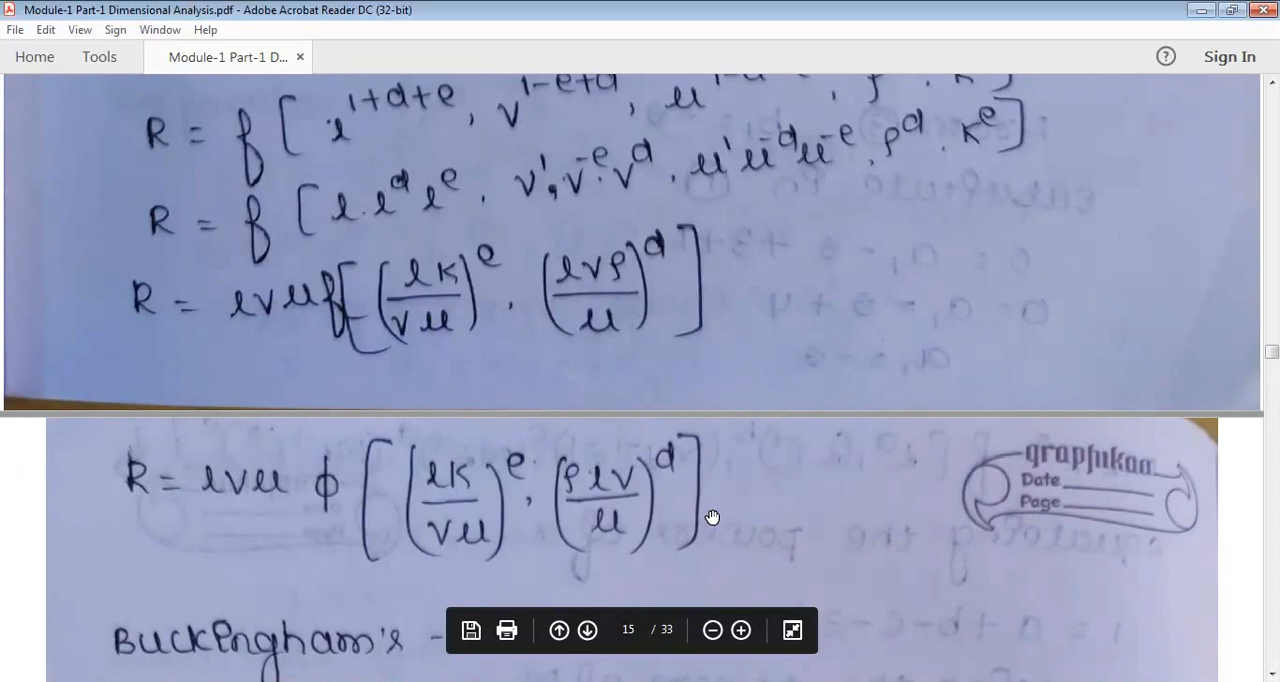 Module-1 Part-1 Dimensional Analysis.pdf - Adobe Acrobat Reader DC (32-bit)
File Edit View Sign Window Help
Home Tools Module-1 Part-1 D... × ? Sign In
R = f [ l^{1+d+e}, v^{1-e+d}, μ
R = f [ l.l^d l^e, v^1, v^{-e}. v^d, μ^1 μ^{-d} μ^{-e}. ρ^d. K^e ]
R = lvμ f [ (lK/vμ)^e, (lvρ/μ)^d ]
R = lvμ φ [ (lK/vμ)^e, (ρlv/μ)^d ]
graphikaa
Date
Page
Buckingham's -
15 / 33